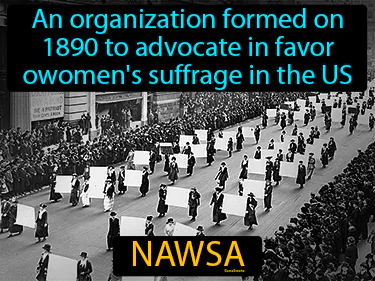 An organization formed on
1890 to advocate in favor
owomen's suffrage in the US
NAWSA